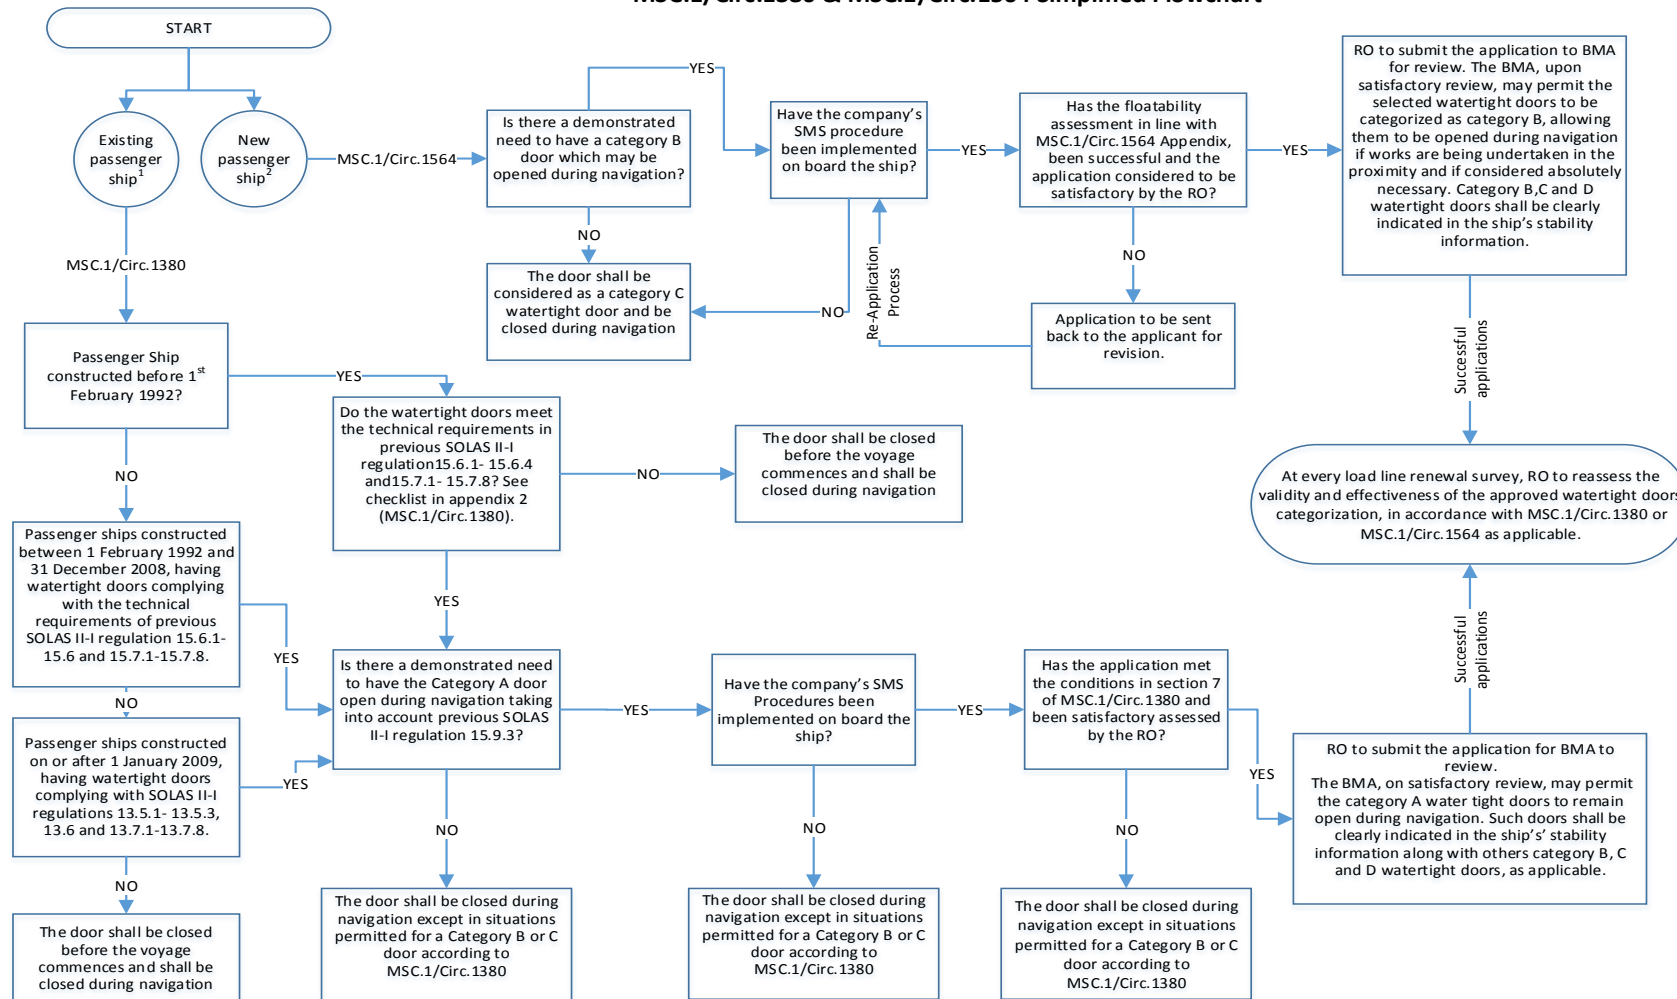 MSC.1/Circ.1380 & MSC.1/Circ.1564 Simplified Flowchart
START
Existing
passenger
ship1
New
passenger
ship2
MSC.1/Circ.1564
Is there a demonstrated
need to have a category B
door which may be
opened during navigation?
YES
NO
The door shall be
considered as a category C
watertight door and be
closed during navigation
Have the company's
SMS procedure
been implemented
on board the ship?
YES
NO
Re-Application
Process
Has the floatability
assessment in line with
MSC.1/Circ.1564 Appendix,
been successful and the
application considered to be
satisfactory by the RO?
YES
NO
Application to be sent
back to the applicant for
revision.
RO to submit the application to BMA
for review. The BMA, upon
satisfactory review, may permit the
selected watertight doors to be
categorized as category B, allowing
them to be opened during navigation
if works are being undertaken in the
proximity and if considered absolutely
necessary. Category B,C and D
watertight doors shall be clearly
indicated in the ship's stability
information.
Successful
applications
MSC.1/Circ.1380
Passenger Ship
constructed before 1st
February 1992?
YES
NO
Do the watertight doors meet
the technical requirements in
previous SOLAS II-I
regulation15.6.1- 15.6.4
and15.7.1- 15.7.8? See
checklist in appendix 2
(MSC.1/Circ.1380).
NO
The door shall be closed
before the voyage
commences and shall be
closed during navigation
YES
At every load line renewal survey, RO to reassess the
validity and effectiveness of the approved watertight doors
categorization, in accordance with MSC.1/Circ.1380 or
MSC.1/Circ.1564 as applicable.
Passenger ships constructed
between 1 February 1992 and
31 December 2008, having
watertight doors complying
with the technical
requirements of previous
SOLAS II-I regulation 15.6.1-
15.6 and 15.7.1-15.7.8.
YES
NO
Passenger ships constructed
on or after 1 January 2009,
having watertight doors
complying with SOLAS II-I
regulations 13.5.1- 13.5.3,
13.6 and 13.7.1-13.7.8.
YES
NO
The door shall be closed
before the voyage
commences and shall be
closed during navigation
Is there a demonstrated need
to have the Category A door
open during navigation taking
into account previous SOLAS
II-I regulation 15.9.3?
YES
NO
The door shall be closed during
navigation except in situations
permitted for a Category B or C
door according to
MSC.1/Circ.1380
Have the company's SMS
Procedures been
implemented on board the
ship?
YES
NO
The door shall be closed during
navigation except in situations
permitted for a Category B or C
door according to
MSC.1/Circ.1380
Has the application met
the conditions in section 7
of MSC.1/Circ.1380 and
been satisfactory assessed
by the RO?
YES
NO
The door shall be closed during
navigation except in situations
permitted for a Category B or C
door according to
MSC.1/Circ.1380
RO to submit the application for BMA to
review.
The BMA, on satisfactory review, may permit
the category A water tight doors to remain
open during navigation. Such doors shall be
clearly indicated in the ship's' stability
information along with others category B, C
and D watertight doors, as applicable.
Successful
applications